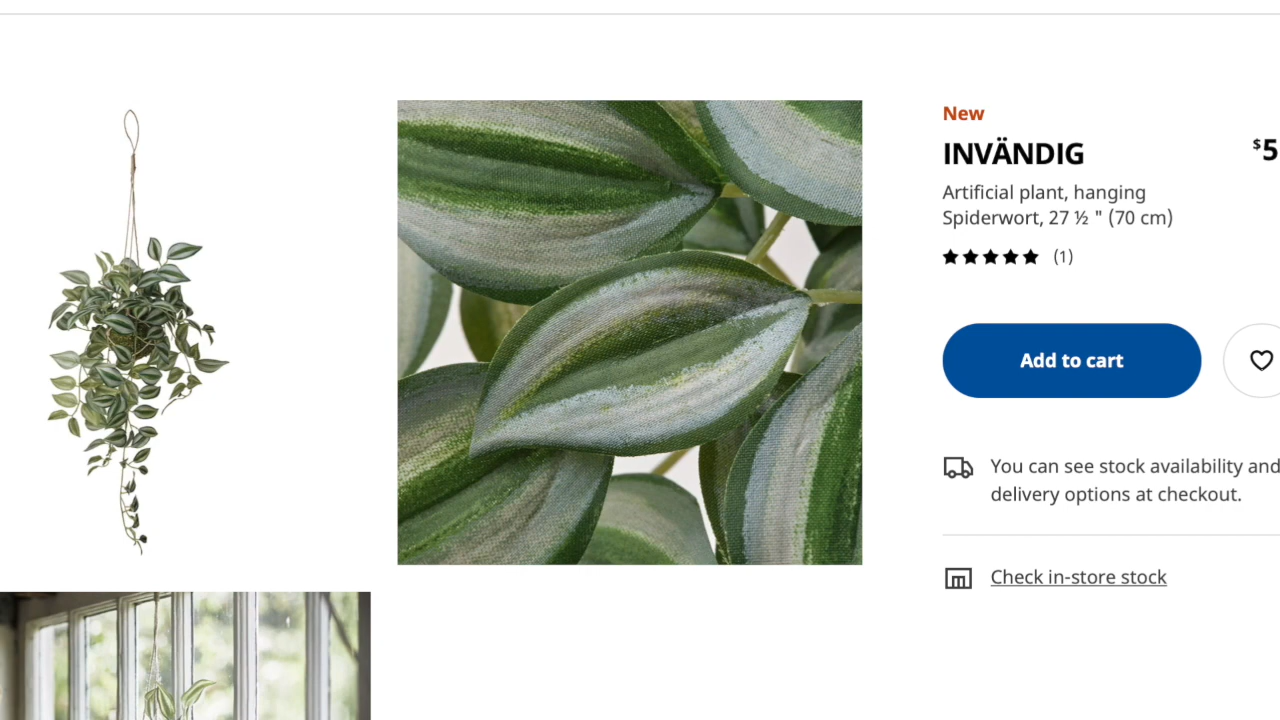 New
INVÄNDIG
$5
Artificial plant, hanging
Spiderwort, 27 ½ " (70 cm)
(1)
Add to cart
You can see stock availability and
delivery options at checkout.
Check in-store stock